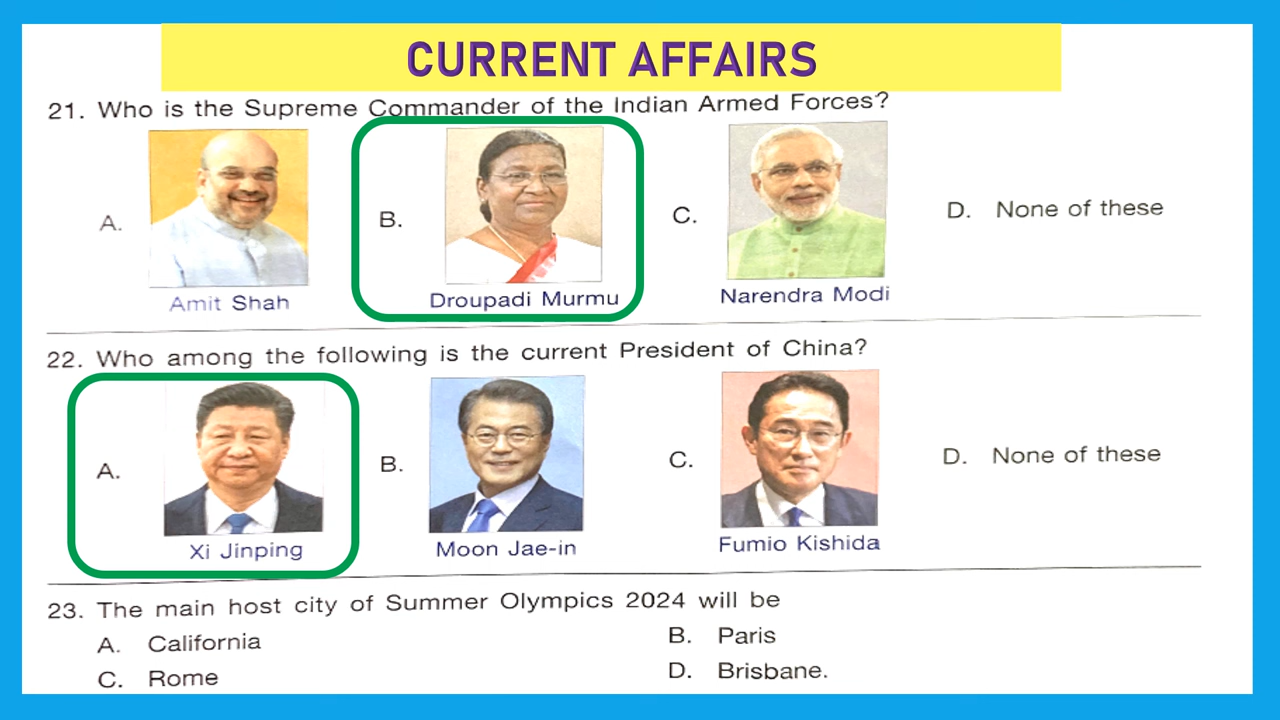 CURRENT AFFAIRS
21. Who is the Supreme Commander of the Indian Armed Forces?
A. Amit Shah
B. Droupadi Murmu
C. Narendra Modi
D. None of these
22. Who among the following is the current President of China?
A. Xi Jinping
B. Moon Jae-in
C. Fumio Kishida
D. None of these
23. The main host city of Summer Olympics 2024 will be
A. California
B. Paris
C. Rome
D. Brisbane.